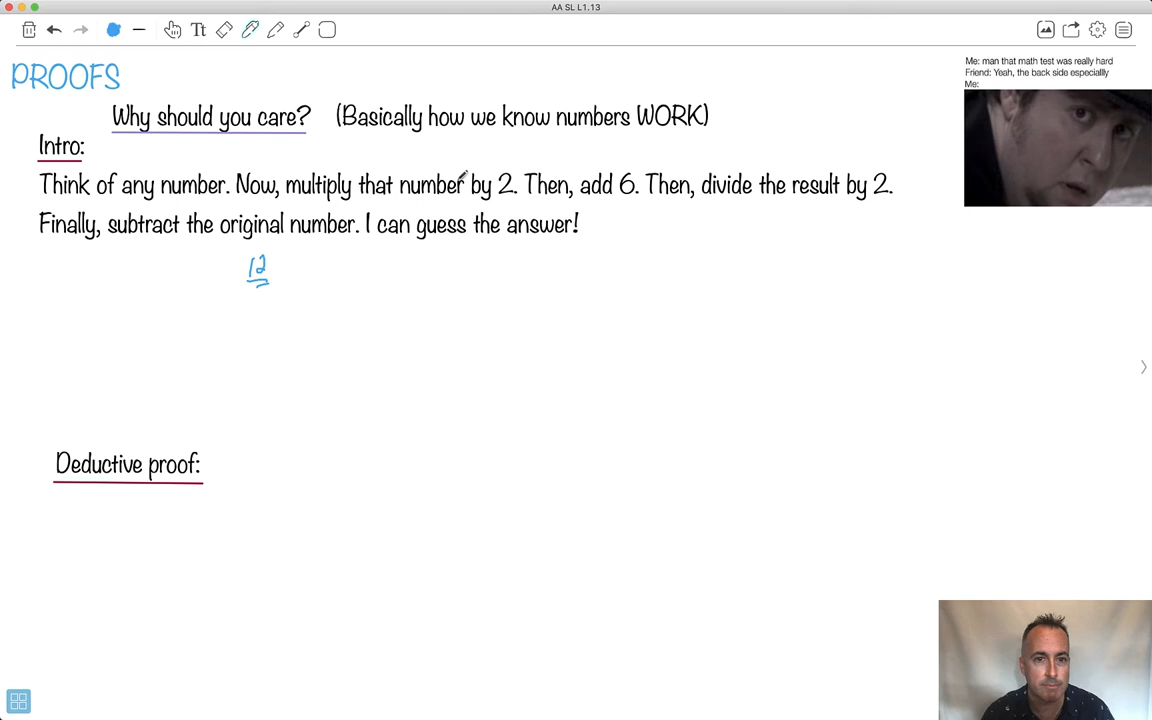 AA SL L1.13
Tt
Me: man that math test was really hard
Friend: Yeah, the back side especiallly
Me:
PROOFS
Why should you care? (Basically how we know numbers WORK)
Intro:
Think of any number. Now, multiply that number by 2. Then, add 6. Then, divide the result by 2.
Finally, subtract the original number. I can guess the answer!
12
Deductive proof: